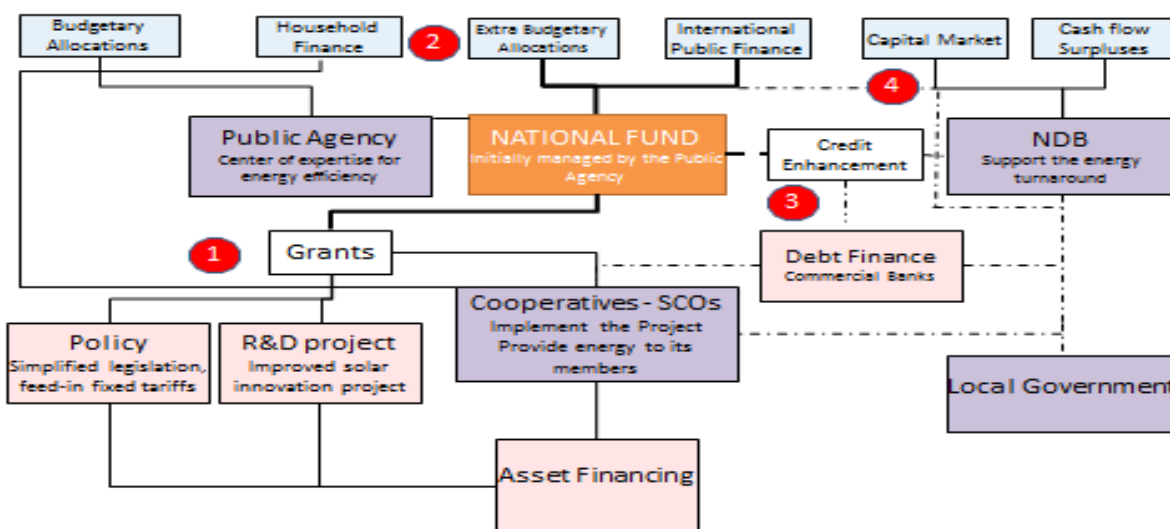 Budgetary
Allocations
Household
Finance
2
Extra Budgetary
Allocations
International
Public Finance
Capital Market
Cash flow
Surpluses
4
Public Agency
Center of expertise for
energy efficiency
NATIONAL FUND
Initially managed by the Public
Agency
Credit
Enhancement
NDB
Support the energy
turnaround
3
1
Grants
Debt Finance
Commercial Banks
Policy
Simplified legislation,
feed-in fixed tariffs
R&D project
Improved solar
innovation project
Cooperatives - SCOs
Implement the Project
Provide energy to its
members
Local Government
Asset Financing